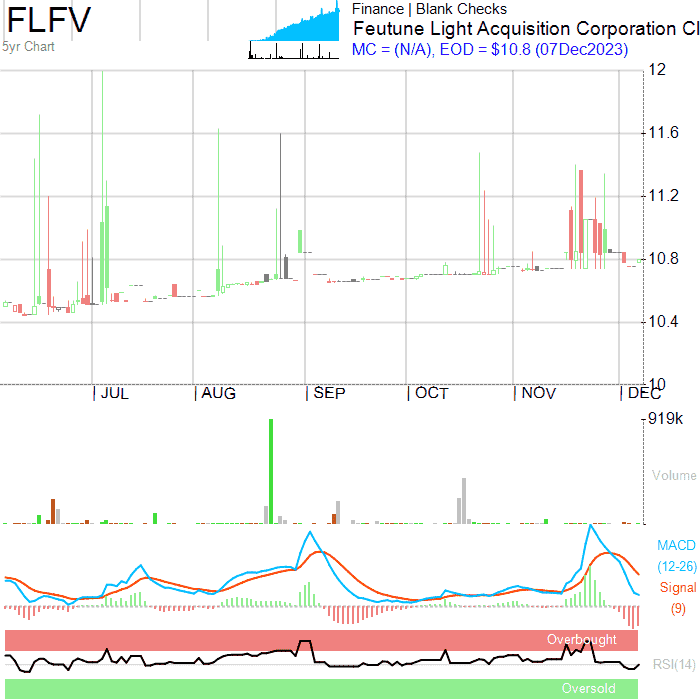 FLFV
5yr Chart
Finance | Blank Checks
Feutune Light Acquisition Corporation Cl
MC = (N/A), EOD = $10.8 (07Dec2023)
12
11.6
11.2
10.8
10.4
10
JUL AUG SEP OCT NOV DEC
919k
Volume
MACD
(12-26)
Signal
(9)
Overbought
RSI(14)
Oversold